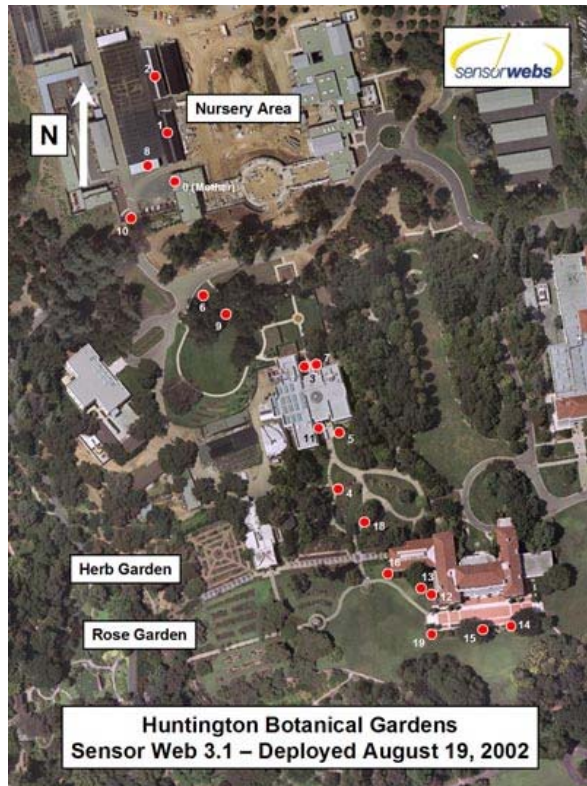 sensorwebs
2
Nursery Area
1
N
8
0 (Mother)
10
6
9
7
3
11
5
4
18
16
Herb Garden
13
12
Rose Garden
14
15
19
Huntington Botanical Gardens
Sensor Web 3.1 – Deployed August 19, 2002